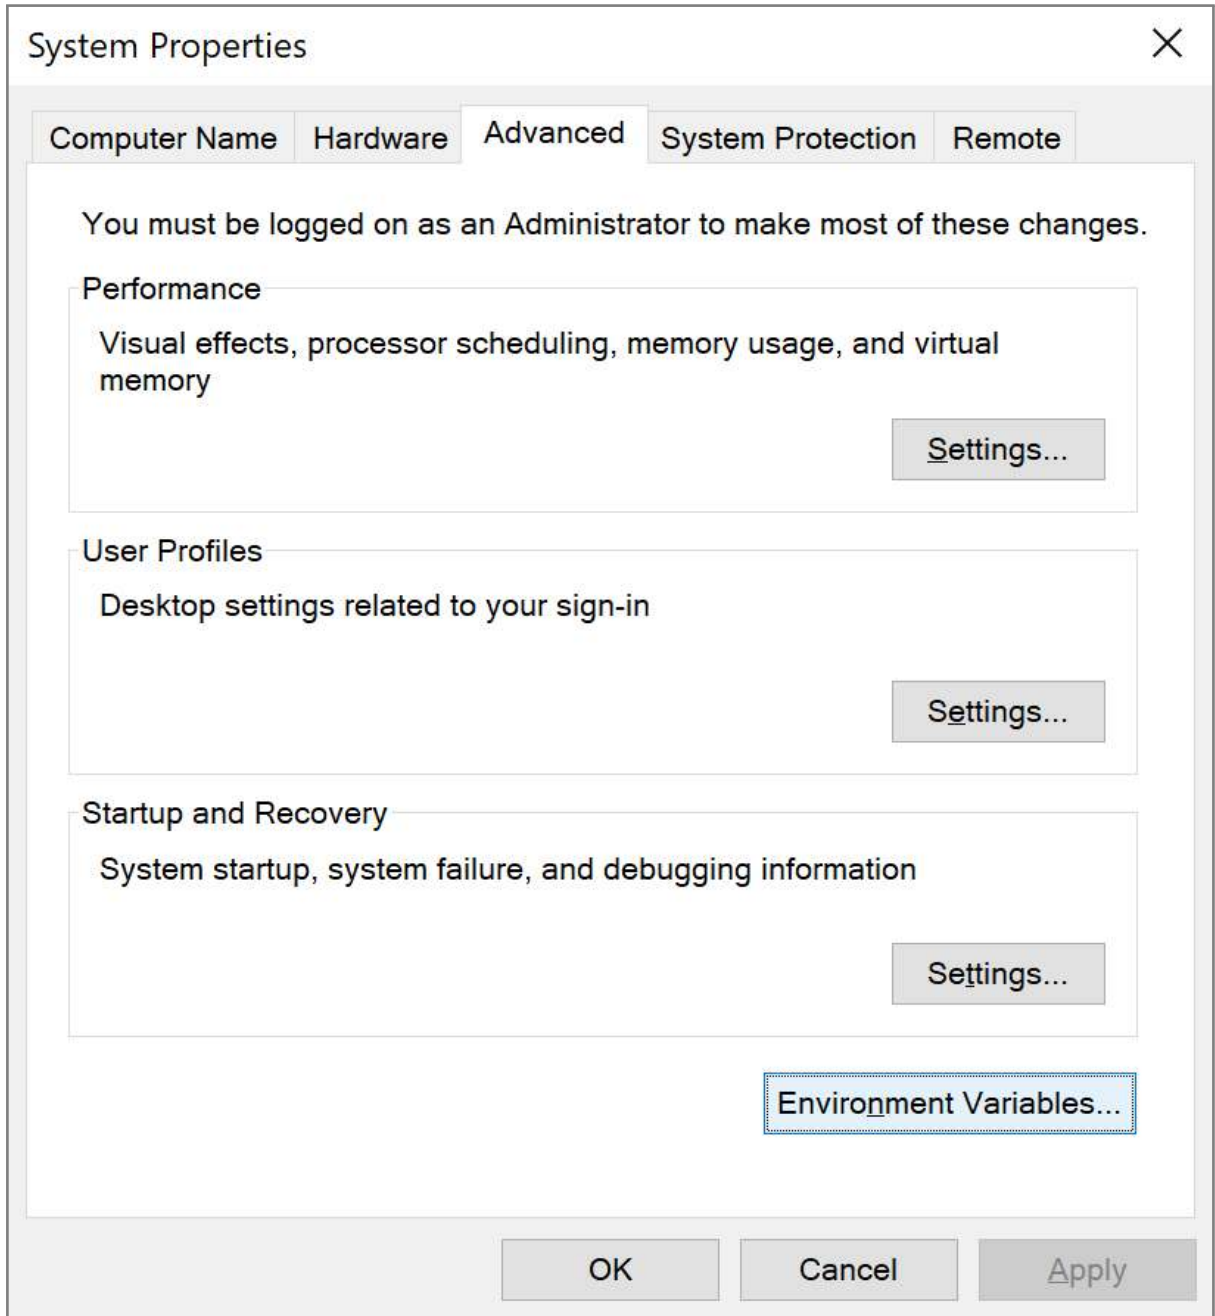 System Properties
Computer Name
Hardware
Advanced
System Protection
Remote
You must be logged on as an Administrator to make most of these changes.
Performance
Visual effects, processor scheduling, memory usage, and virtual
memory
Settings...
User Profiles
Desktop settings related to your sign-in
Settings...
Startup and Recovery
System startup, system failure, and debugging information
Settings...
Environment Variables...
OK
Cancel
Apply